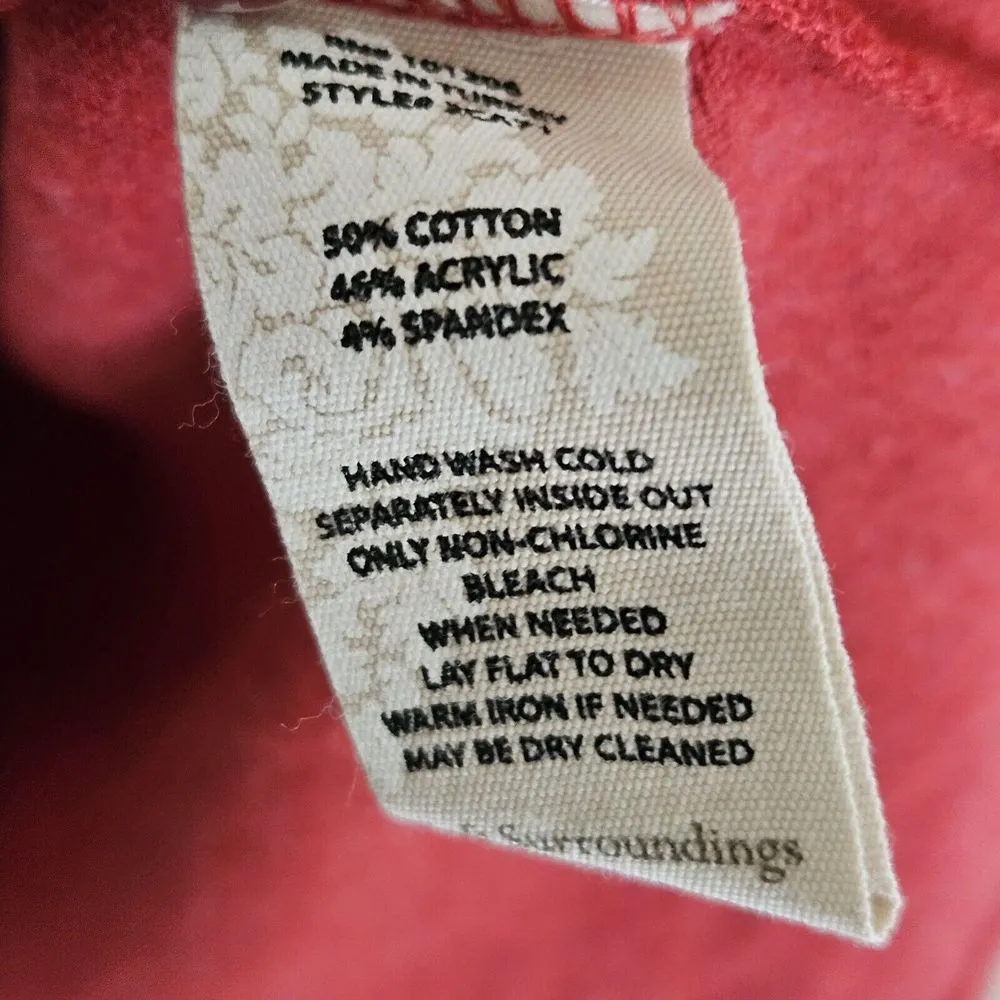 MADE IN TURKEY
STYLE#
50% COTTON
46% ACRYLIC
4% SPANDEX
HAND WASH COLD
SEPARATELY INSIDE OUT
ONLY NON-CHLORINE
BLEACH
WHEN NEEDED
LAY FLAT TO DRY
WARM IRON IF NEEDED
MAY BE DRY CLEANED
& Surroundings